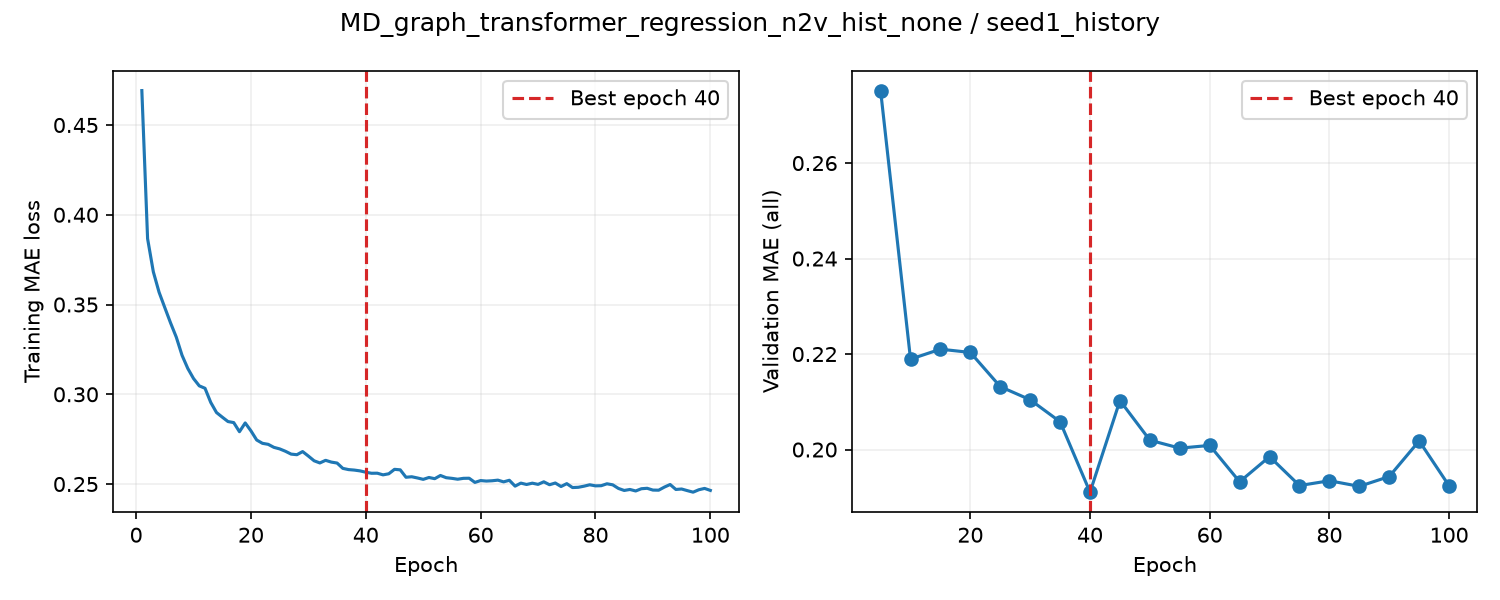 MD_graph_transformer_regression_n2v_hist_none / seed1_history
Training MAE loss
0.45
0.40
0.35
0.30
0.25
Best epoch 40
0 20 40 60 80 100
Epoch
Validation MAE (all)
0.26
0.24
0.22
0.20
Best epoch 40
20 40 60 80 100
Epoch